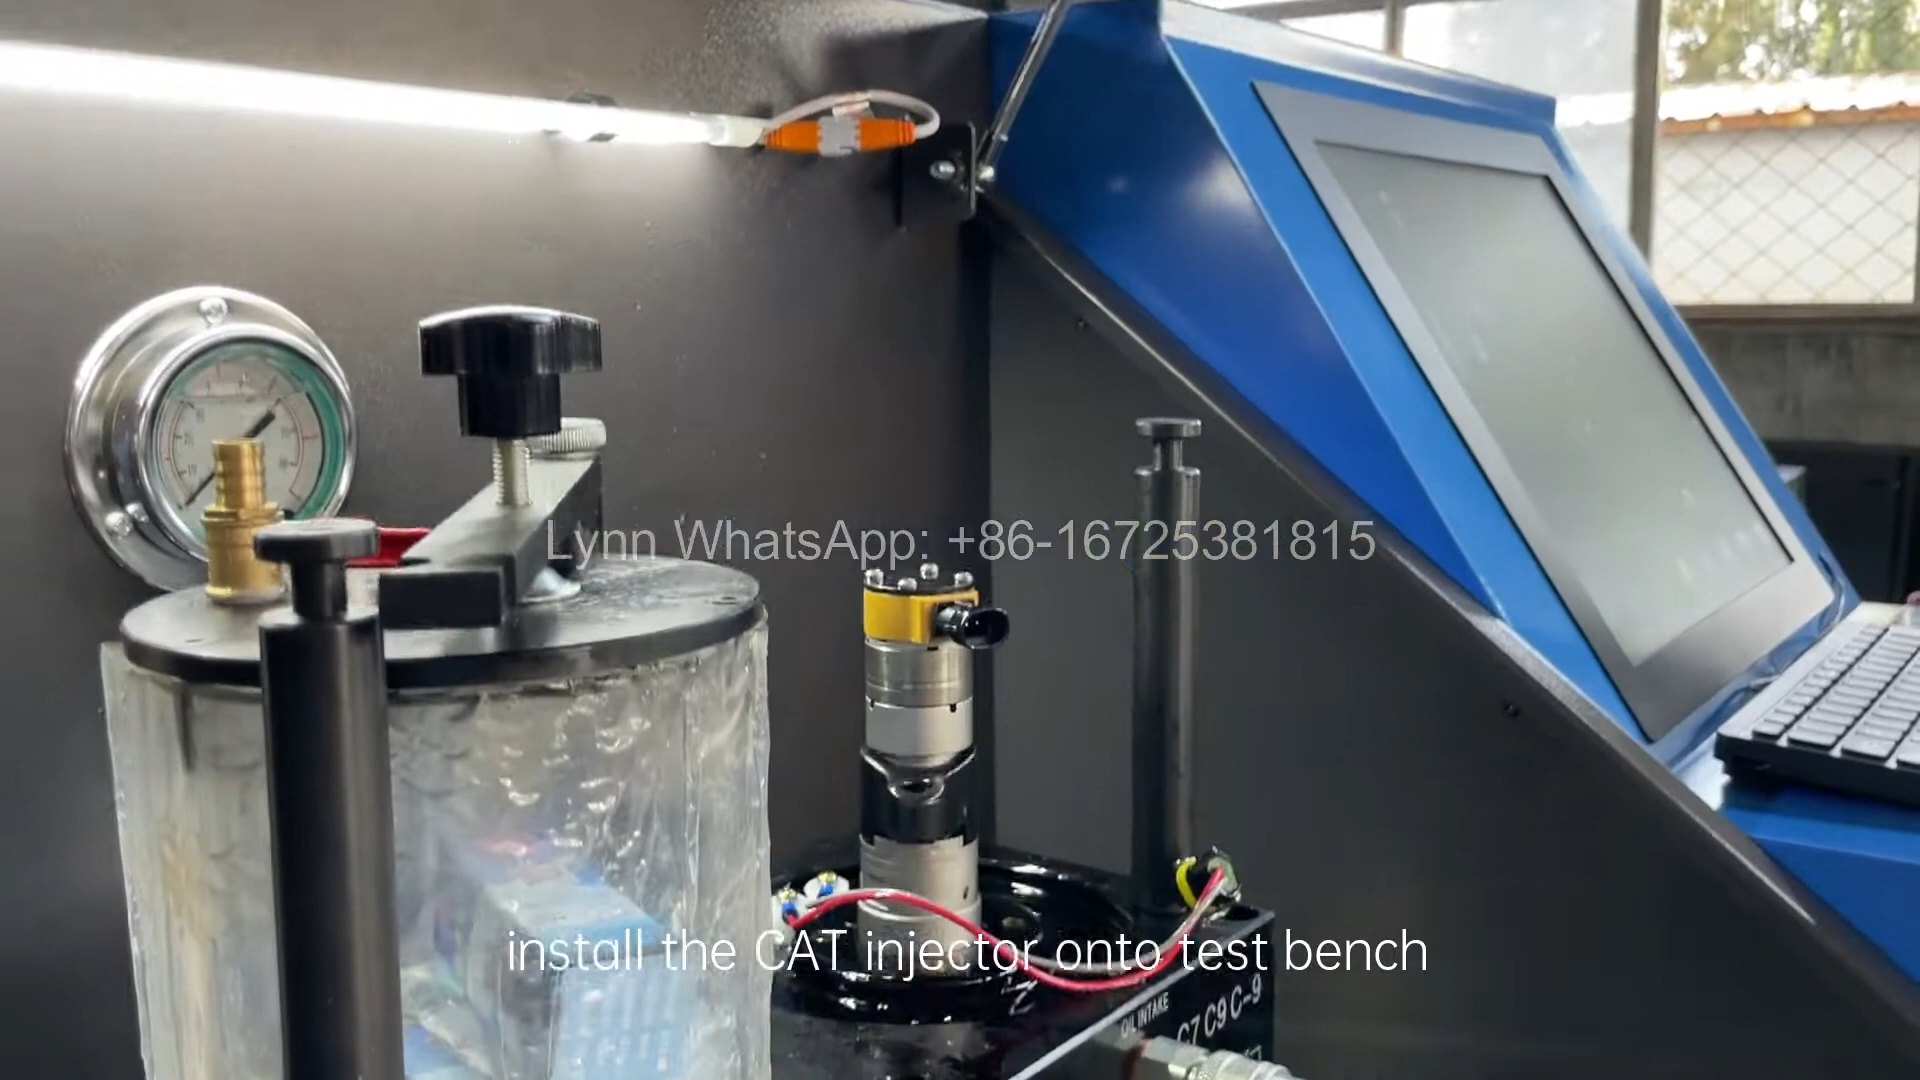 Lynn WhatsApp: +86-16725381815
install the CAT injector onto test bench
OIL INTAKE
C7 C9 C-9